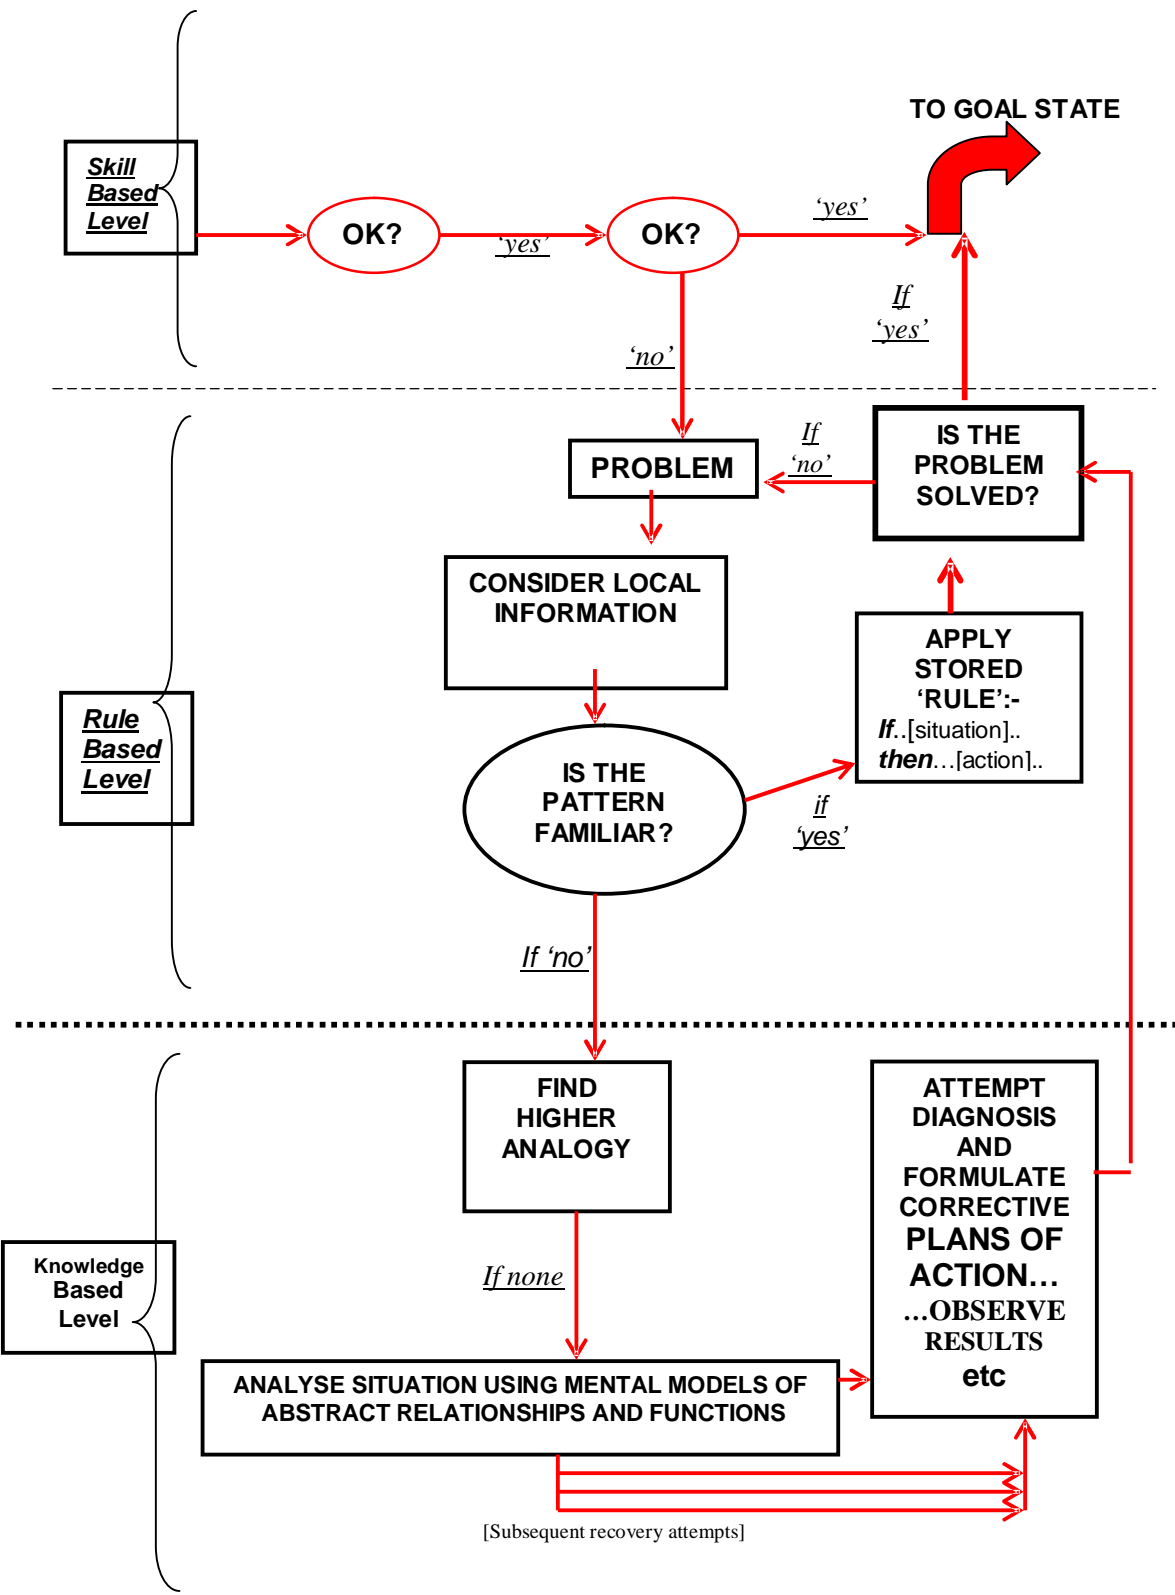 TO GOAL STATE
Skill
Based
Level
OK?
‘yes’
OK?
‘yes’
If
‘yes’
‘no’
PROBLEM
If
‘no’
IS THE
PROBLEM
SOLVED?
CONSIDER LOCAL
INFORMATION
APPLY
STORED
‘RULE’:-
If..[situation]..
then…[action]..
Rule
Based
Level
IS THE
PATTERN
FAMILIAR?
if
‘yes’
If ‘no’
FIND
HIGHER
ANALOGY
ATTEMPT
DIAGNOSIS
AND
FORMULATE
CORRECTIVE
PLANS OF
ACTION…
…OBSERVE
RESULTS
etc
Knowledge
Based
Level
If none
ANALYSE SITUATION USING MENTAL MODELS OF
ABSTRACT RELATIONSHIPS AND FUNCTIONS
[Subsequent recovery attempts]